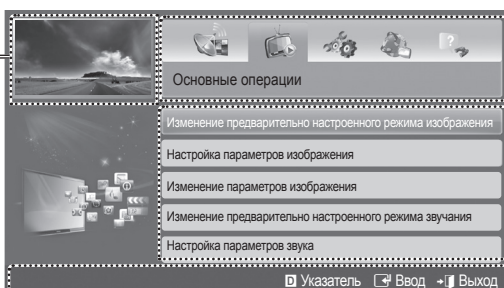 Основные операции
Изменение предварительно настроенного режима изображения
Настройка параметров изображения
Изменение параметров изображения
Изменение предварительно настроенного режима звучания
Настройка параметров звука
D Указатель Ввод Выход